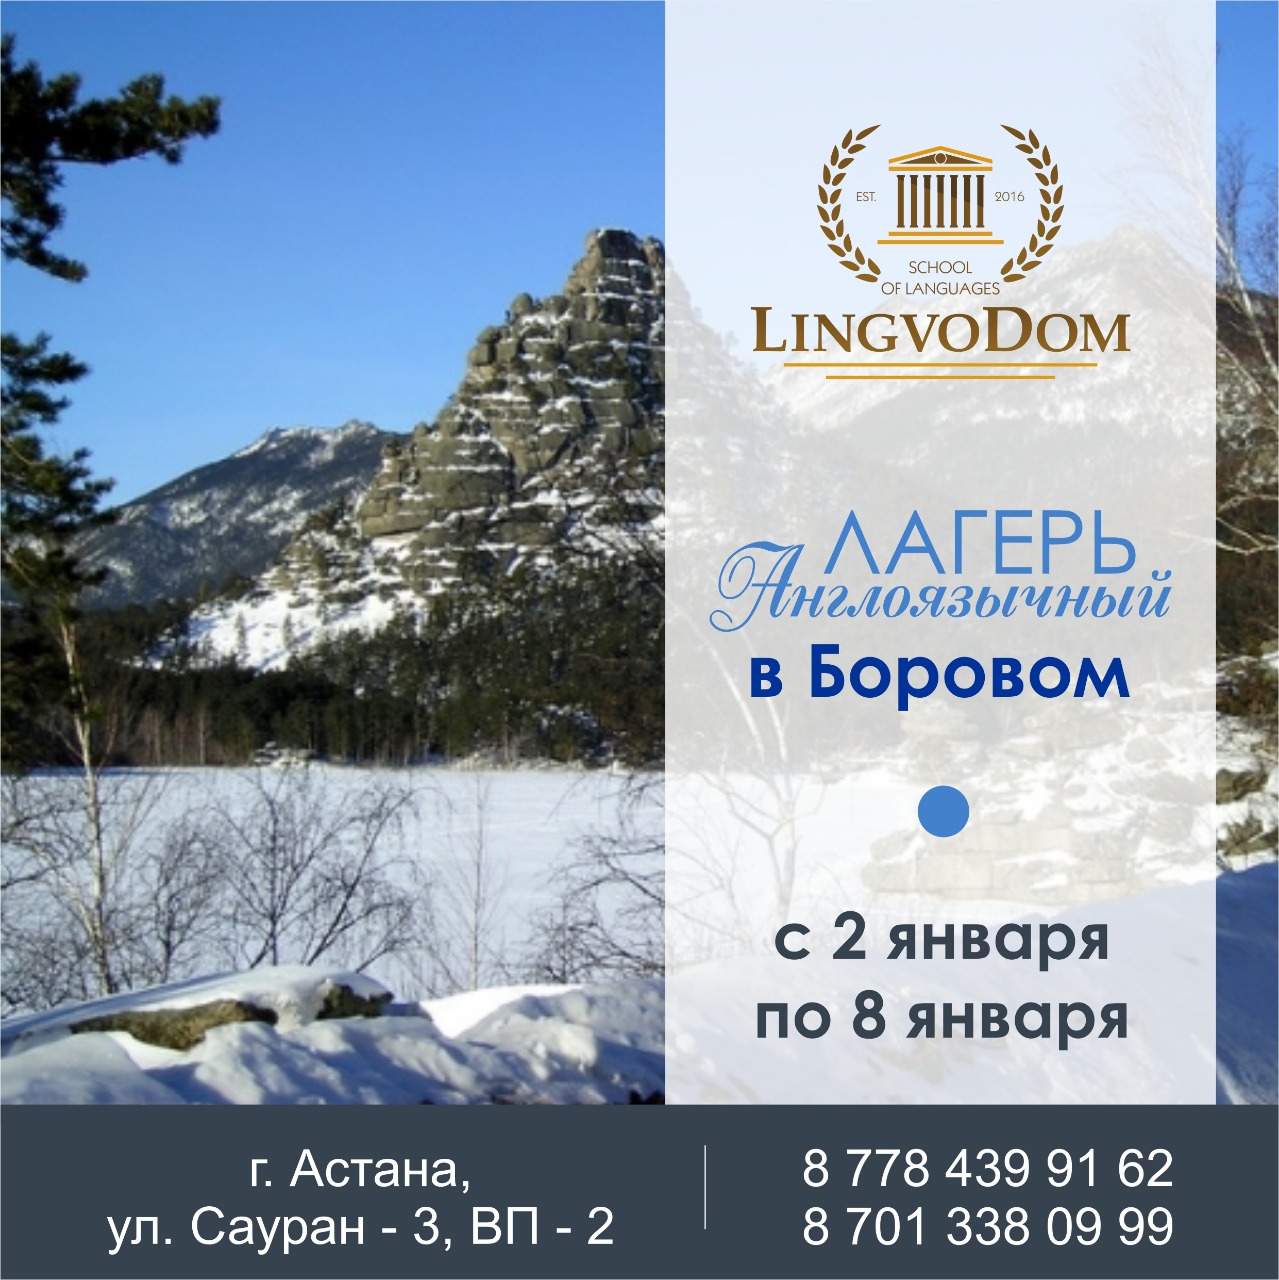 EST. 2016
SCHOOL
OF LANGUAGES
LINGVODOM
ЛАГЕРЬ
Англоязычный
в Боровом
с 2 января
по 8 января
г. Астана,
ул. Сауран - 3, ВП - 2
8 778 439 91 62
8 701 338 09 99